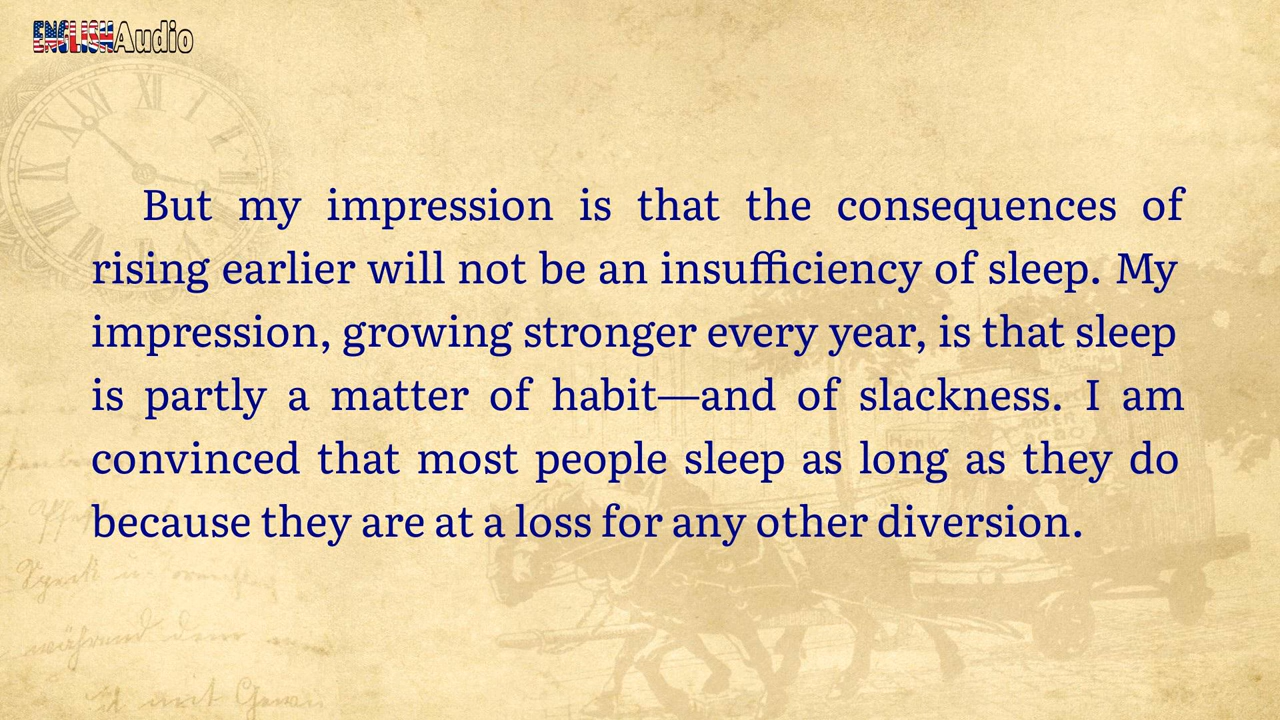 ENGLISHAudio
But my impression is that the consequences of
rising earlier will not be an insufficiency of sleep. My
impression, growing stronger every year, is that sleep
is partly a matter of habit—and of slackness. I am
convinced that most people sleep as long as they do
because they are at a loss for any other diversion.